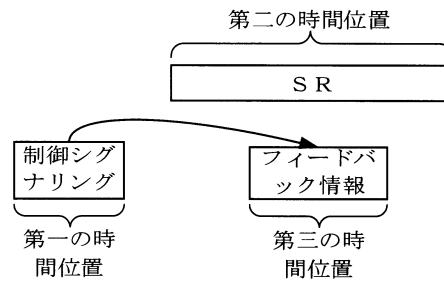 第二の時間位置
SR
制御シグ
ナリング
フィードバ
ック情報
第一の時
間位置
第三の時
間位置